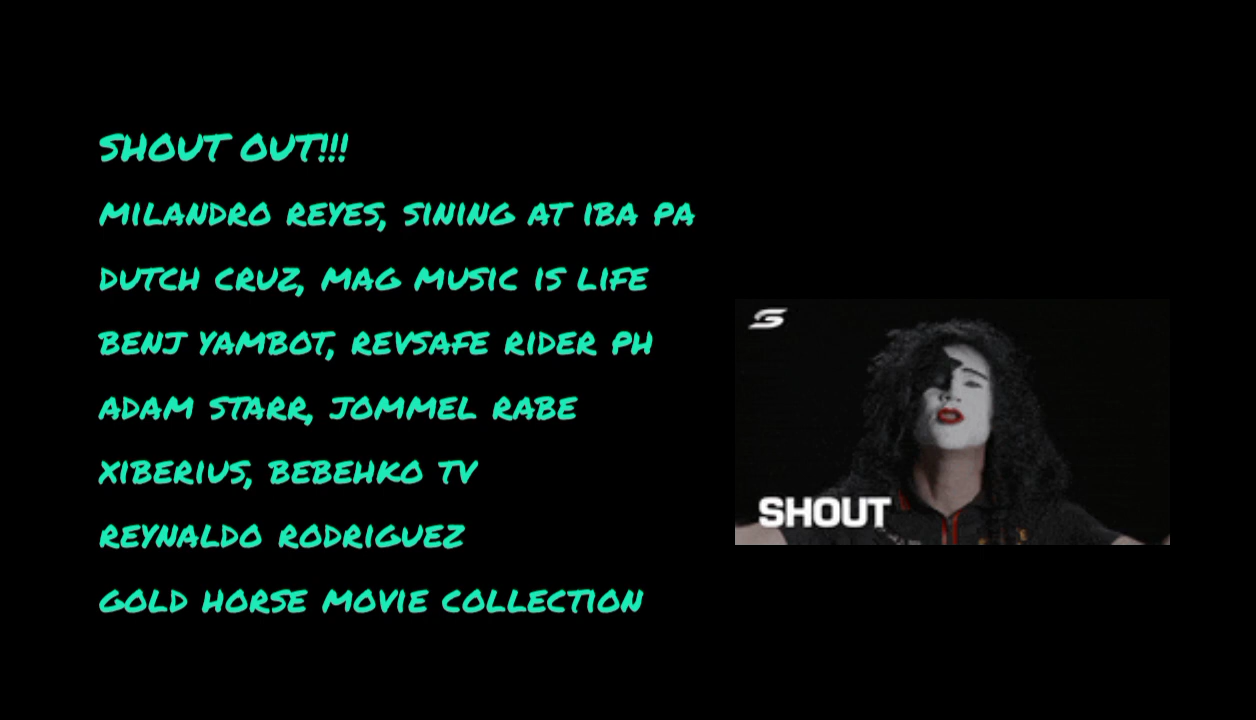 SHOUT OUT!!!
MILANDRO REYES, SINING AT IBA PA
DUTCH CRUZ, MAG MUSIC IS LIFE
BENJ YAMBOT, REVSAFE RIDER PH
ADAM STARR, JOMMEL RABE
XIBERIUS, BEBEHKO TV
REYNALDO RODRIGUEZ
GOLD HORSE MOVIE COLLECTION
SHOUT